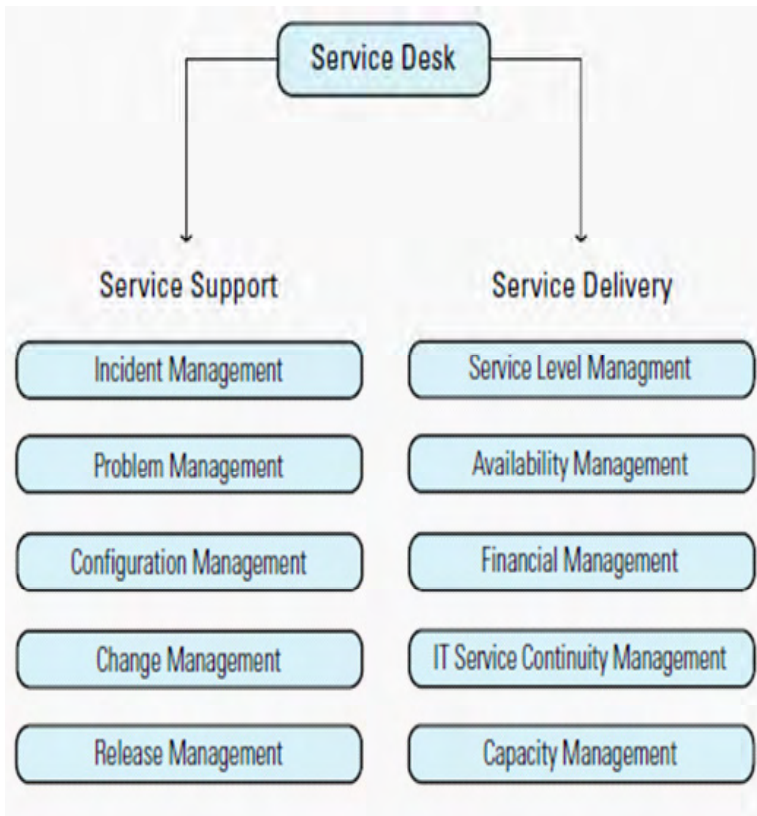 Service Desk
Service Support
Incident Management
Problem Management
Configuration Management
Change Management
Release Management
Service Delivery
Service Level Managment
Availability Management
Financial Management
IT Service Continuity Management
Capacity Management